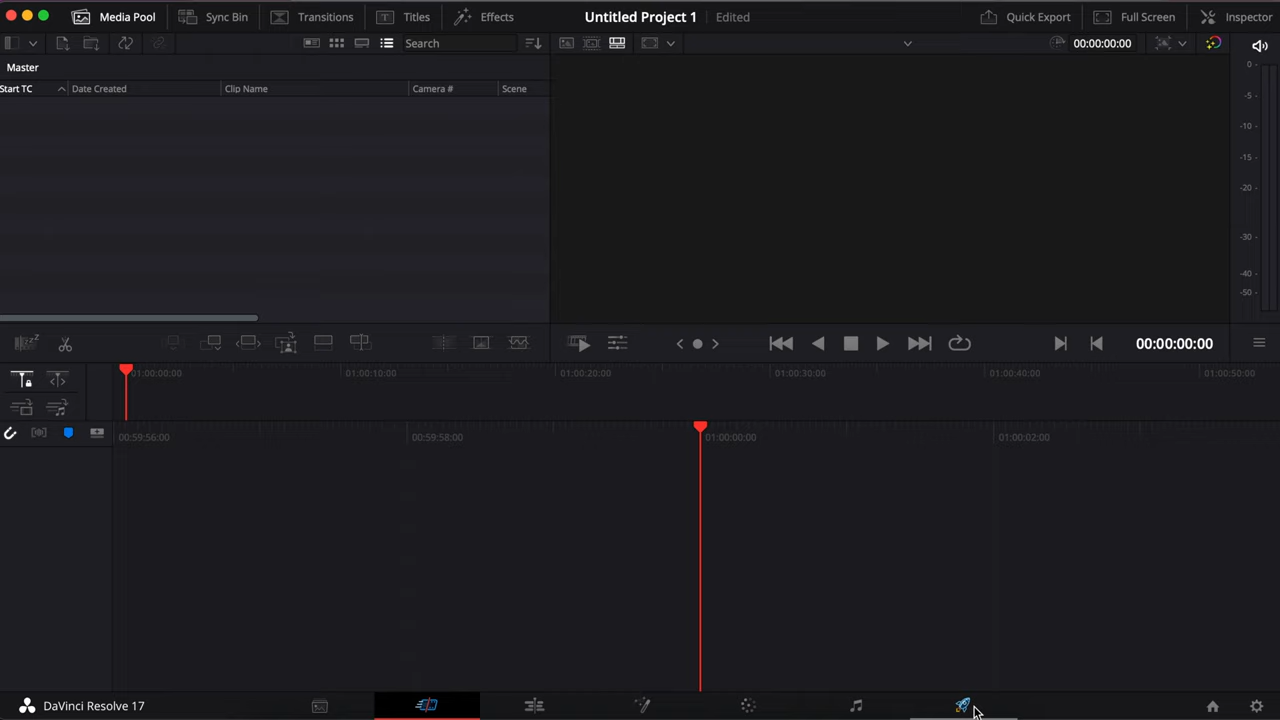 Media Pool Sync Bin Transitions Titles Effects Untitled Project 1 Edited Quick Export Full Screen Inspector
Search 00:00:00:00
Master
Start TC Date Created Clip Name Camera # Scene
0
-5
-10
-15
-20
-30
-40
-50
00:00:00:00
01:00:00:00 01:00:10:00 01:00:20:00 01:00:30:00 01:00:40:00 01:00:50:00
00:59:56:00 00:59:58:00 01:00:00:00 01:00:02:00
DaVinci Resolve 17